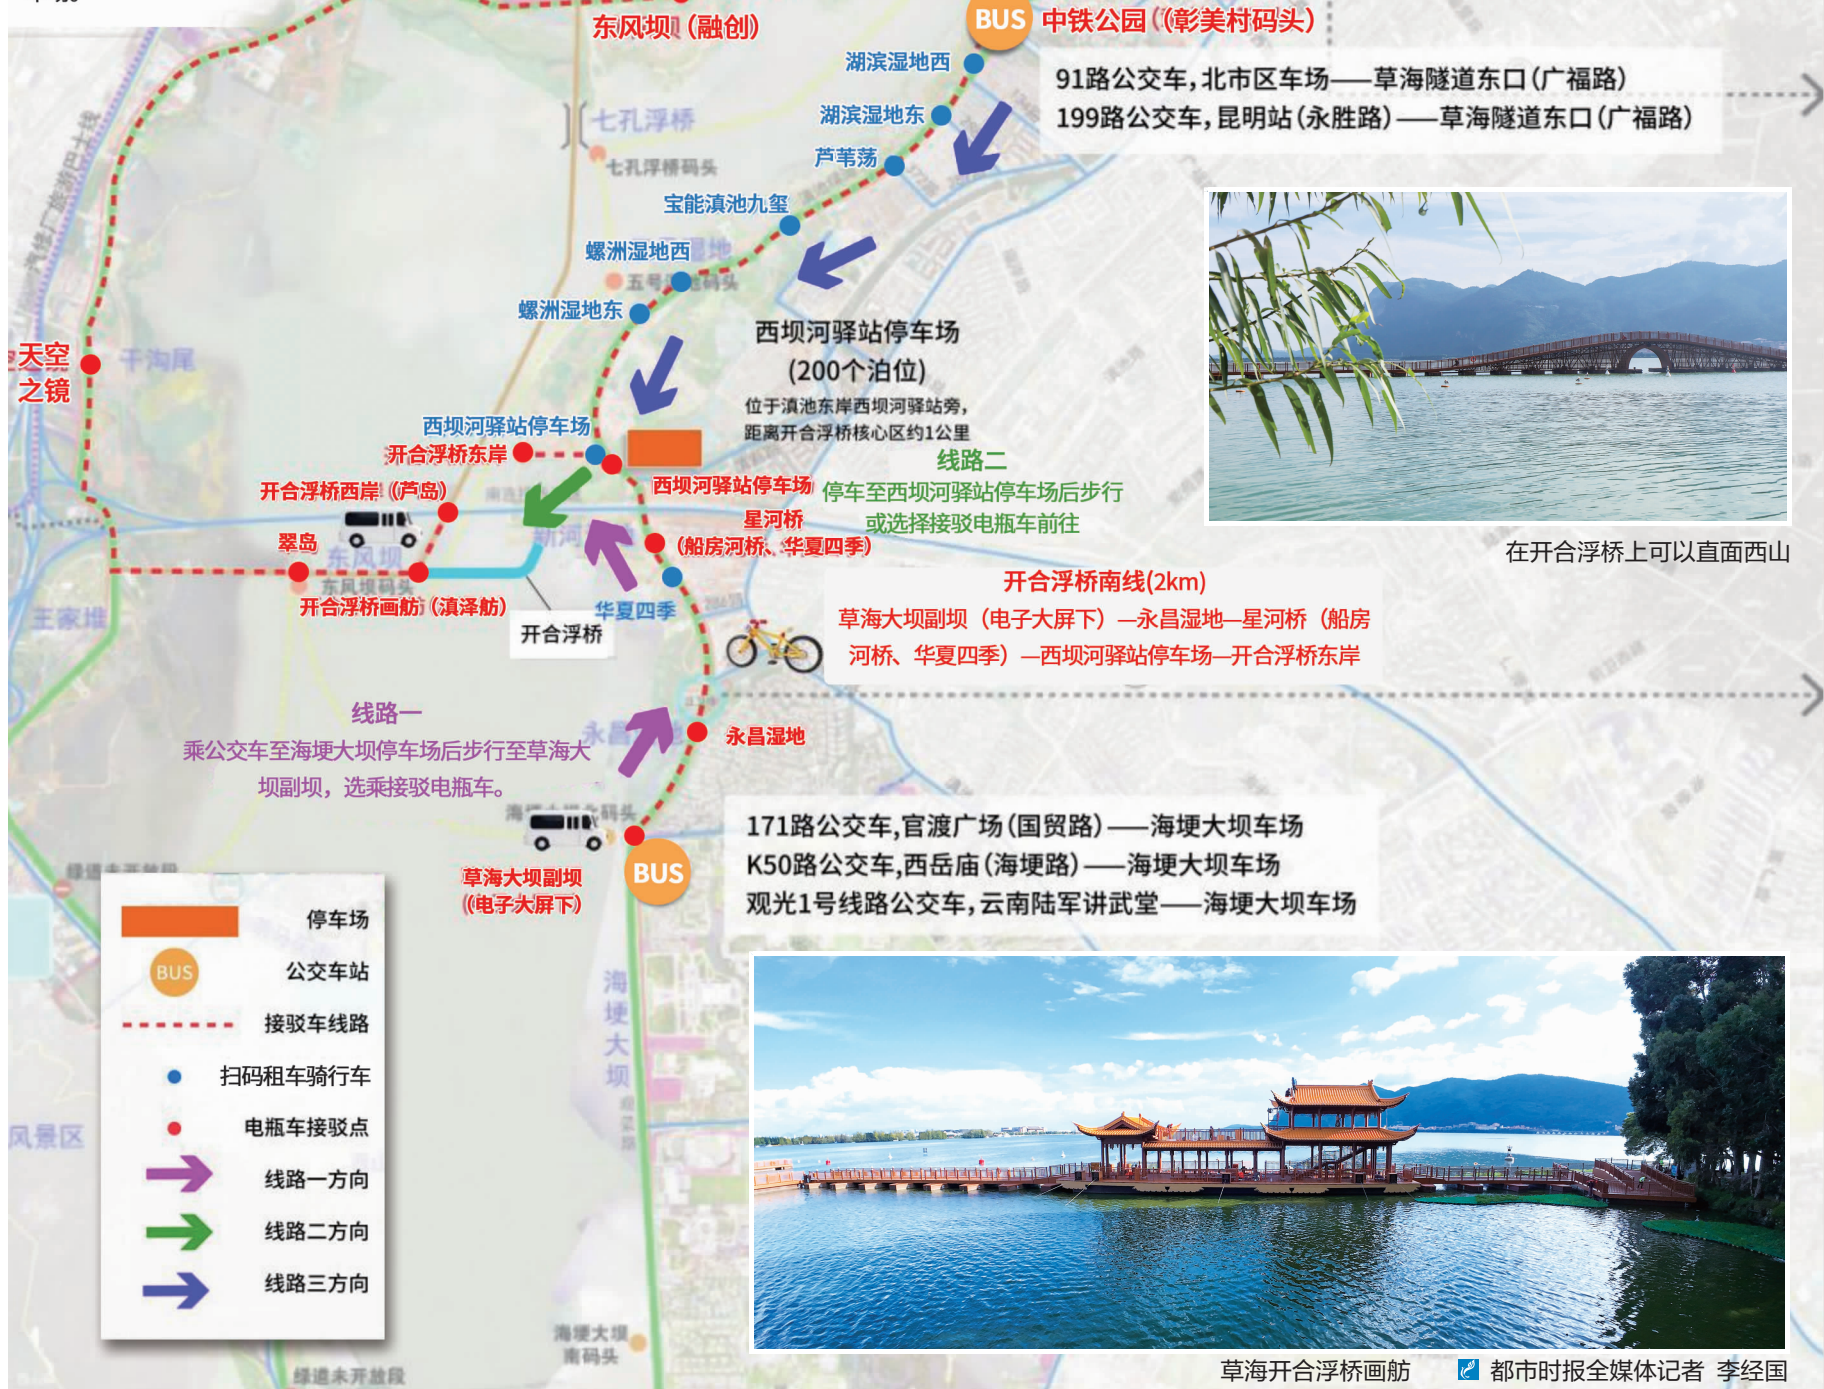 东风坝（融创）
BUS
中铁公园（彰美村码头）
湖滨湿地西
91路公交车，北市区车场——草海隧道东口（广福路）
湖滨湿地东
199路公交车，昆明站（永胜路）——草海隧道东口（广福路）
七孔浮桥
芦苇荡
七孔浮桥码头
宝能滇池九玺
螺洲湿地西
螺洲湿地东
西坝河驿站停车场
(200个泊位)
天空
之镜
干沟尾
位于滇池东岸西坝河驿站旁，
距离开合浮桥核心区约1公里
西坝河驿站停车场
开合浮桥东岸
线路二
停车至西坝河驿站停车场后步行
或选择接驳电瓶车前往
西坝河驿站停车场
开合浮桥西岸（芦岛）
星河桥
（船房河桥、华夏四季）
翠岛
东风坝
东风坝码头
在开合浮桥上可以直面西山
开合浮桥画舫（滇泽舫）
华夏四季
开合浮桥
王家堆
开合浮桥南线(2km)
草海大坝副坝（电子大屏下）—永昌湿地—星河桥（船房
河桥、华夏四季）—西坝河驿站停车场—开合浮桥东岸
线路一
乘公交车至海埂大坝停车场后步行至草海大
坝副坝，选乘接驳电瓶车。
永昌湿地
草海大坝副坝
（电子大屏下）
BUS
171路公交车,官渡广场（国贸路）——海埂大坝车场
K50路公交车,西岳庙（海埂路）——海埂大坝车场
观光1号线路公交车，云南陆军讲武堂——海埂大坝车场
绿道未开放段
停车场
BUS
公交车站
接驳车线路
扫码租车骑行车
电瓶车接驳点
线路一方向
线路二方向
线路三方向
海埂大坝
风景区
海埂大坝
南码头
绿道未开放段
草海开合浮桥画舫
都市时报全媒体记者 李经国